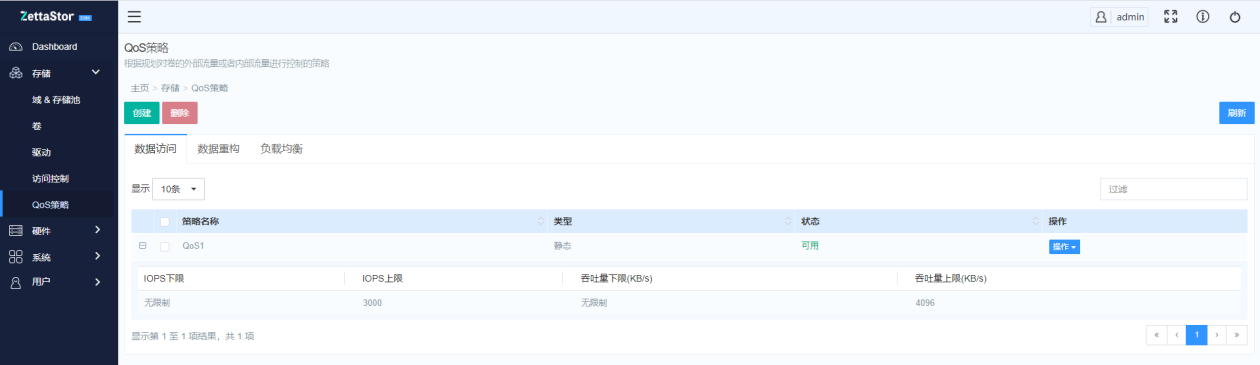 ZettaStor
admin
Dashboard
存储
域 & 存储池
卷
驱动
访问控制
QoS策略
硬件
系统
用户
QoS策略
根据规划对卷的外部流量或者内部流量进行控制的策略
主页 > 存储 > QoS策略
创建 删除 刷新
数据访问 数据重构 负载均衡
显示 10条 过滤
策略名称 类型 状态 操作
QoS1 静态 可用 操作
IOPS下限 IOPS上限 吞吐量下限(KB/s) 吞吐量上限(KB/s)
无限制 3000 无限制 4096
显示第 1 至 1 项结果，共 1 项 « ‹ 1 › »